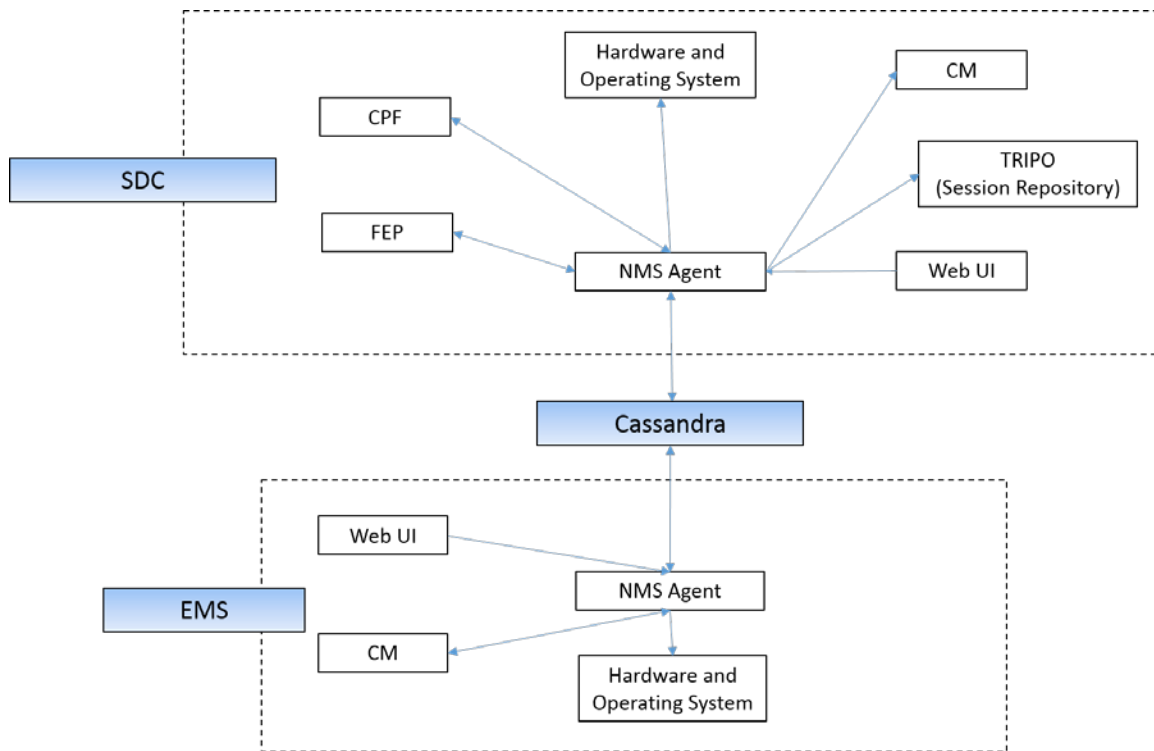 Hardware and
Operating System
CM
CPF
TRIPO
(Session Repository)
SDC
FEP
NMS Agent
Web UI
Cassandra
Web UI
NMS Agent
EMS
CM
Hardware and
Operating System